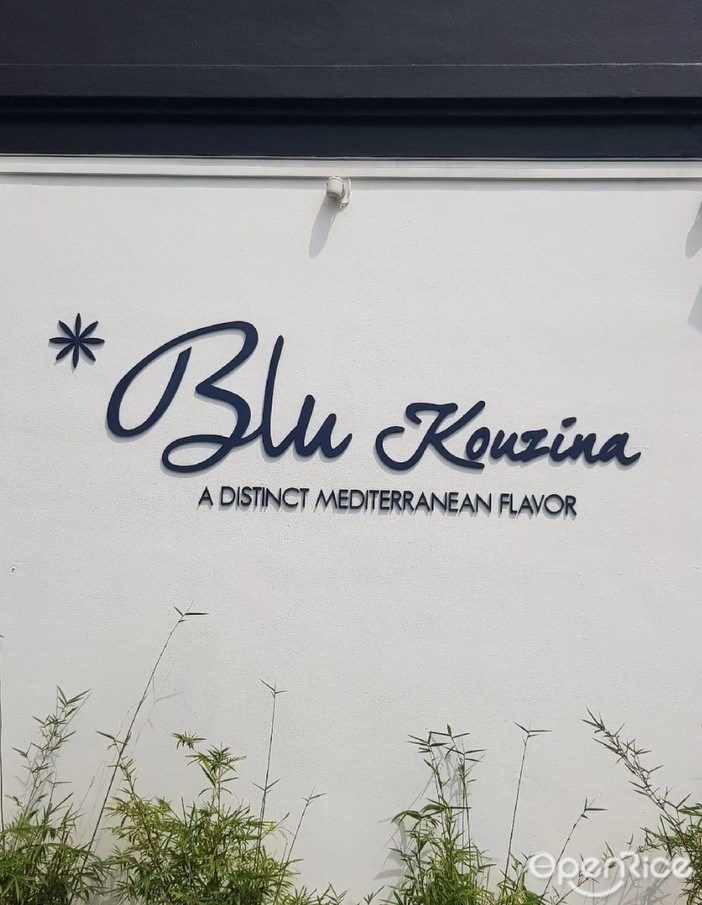 Blu Kouzina
A DISTINCT MEDITERRANEAN FLAVOR
OpenRice